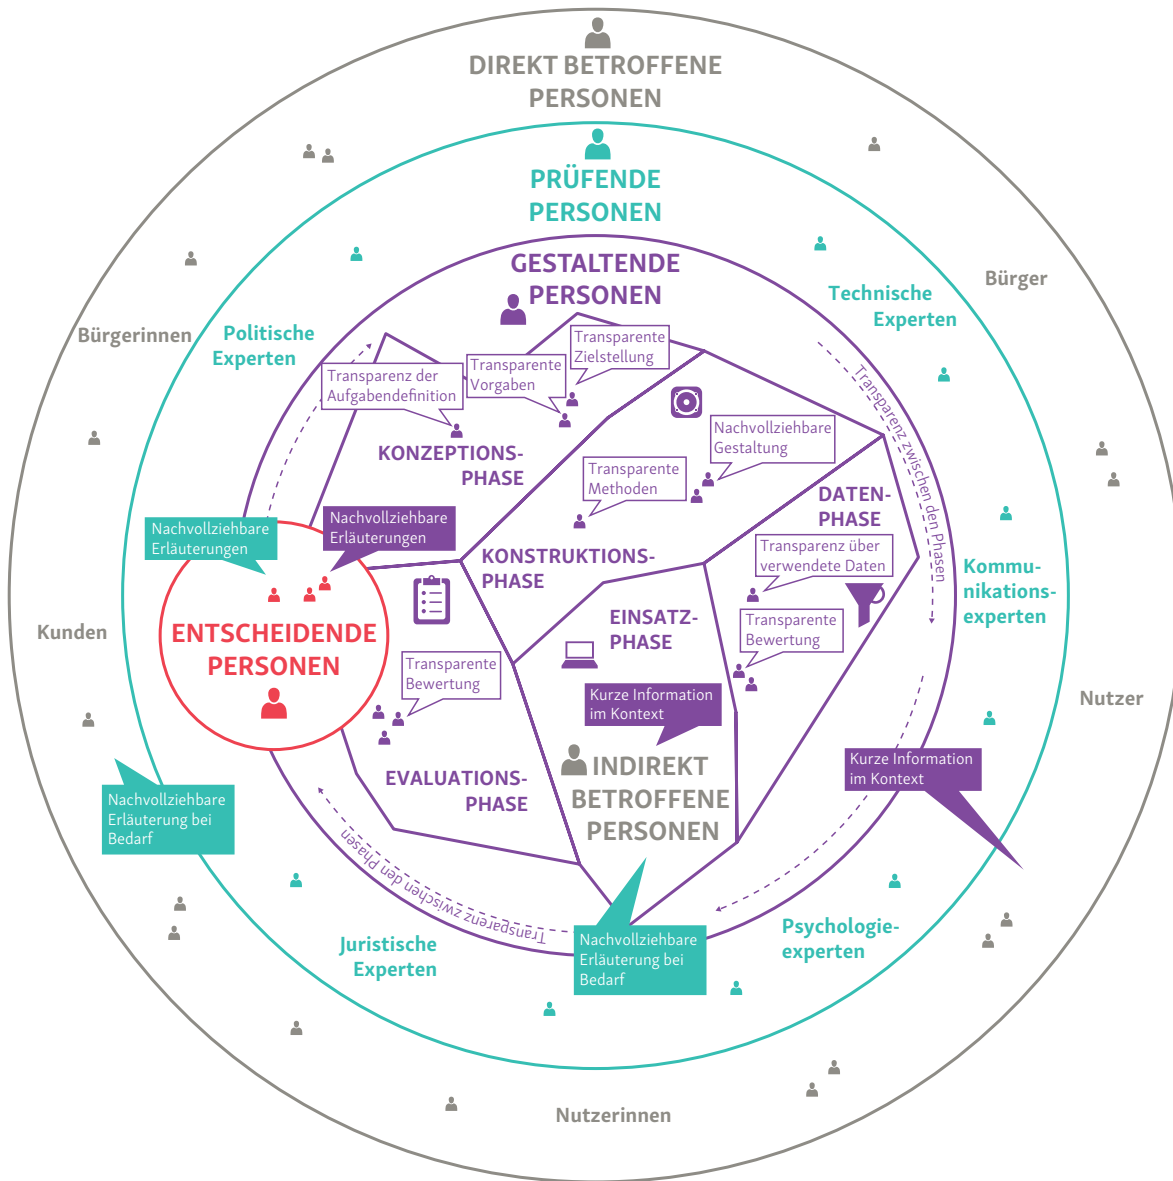 DIREKT BETROFFENE
PERSONEN
PRÜFENDE
PERSONEN
GESTALTENDE
PERSONEN
Bürger
Technische
Experten
Bürgerinnen
Politische
Experten
Transparente
Zielstellung
Transparente
Vorgaben
Transparenz der
Aufgabendefinition
KONZEPTIONS-
PHASE
Nachvollziehbare
Gestaltung
Transparente
Methoden
KONSTRUKTIONS-
PHASE
DATEN-
PHASE
Transparenz über
verwendete Daten
Transparente
Bewertung
Transparenz zwischen den Phasen
Nachvollziehbare
Erläuterungen
Nachvollziehbare
Erläuterungen
ENTSCHEIDENDE
PERSONEN
Kunden
Kommu-
nikations-
experten
EINSATZ-
PHASE
Kurze Information
im Kontext
Transparente
Bewertung
EVALUATIONS-
PHASE
INDIREKT
BETROFFENE
PERSONEN
Nutzer
Kurze Information
im Kontext
Nachvollziehbare
Erläuterung bei
Bedarf
Transparenz zwischen den Phasen
Juristische
Experten
Nachvollziehbare
Erläuterung bei
Bedarf
Psychologie-
experten
Nutzerinnen